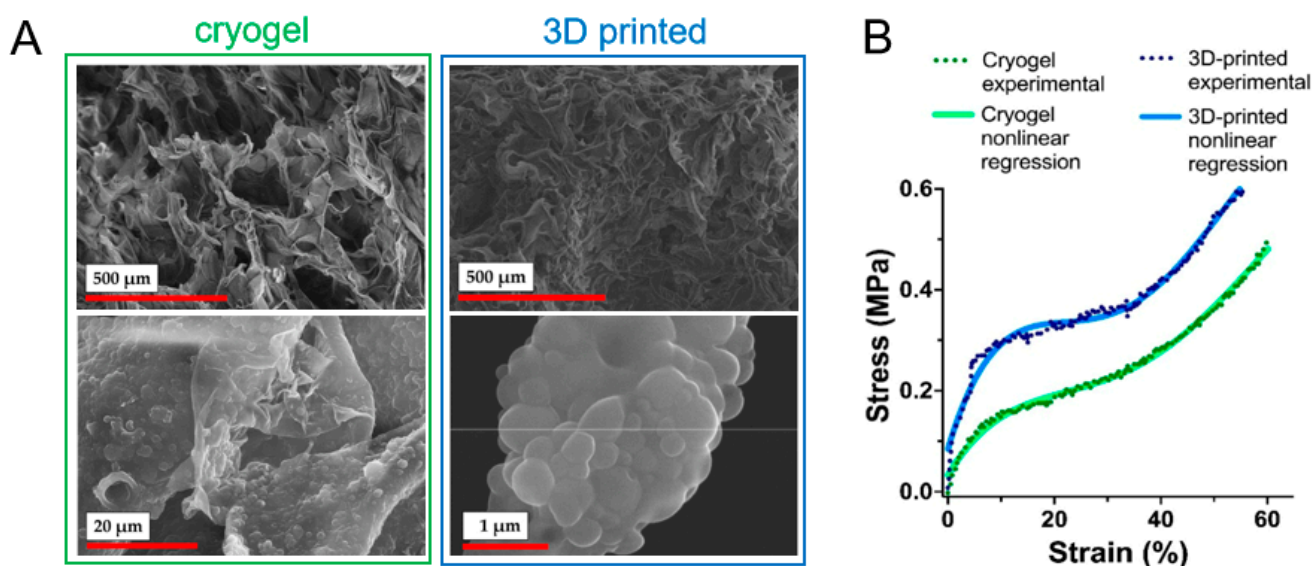 A
cryogel
3D printed
500 µm
500 µm
20 µm
1 µm
B
Cryogel
experimental
3D-printed
experimental
Cryogel
nonlinear
regression
3D-printed
nonlinear
regression
0.6
0.4
0.2
0.0
Stress (MPa)
0
20
40
60
Strain (%)